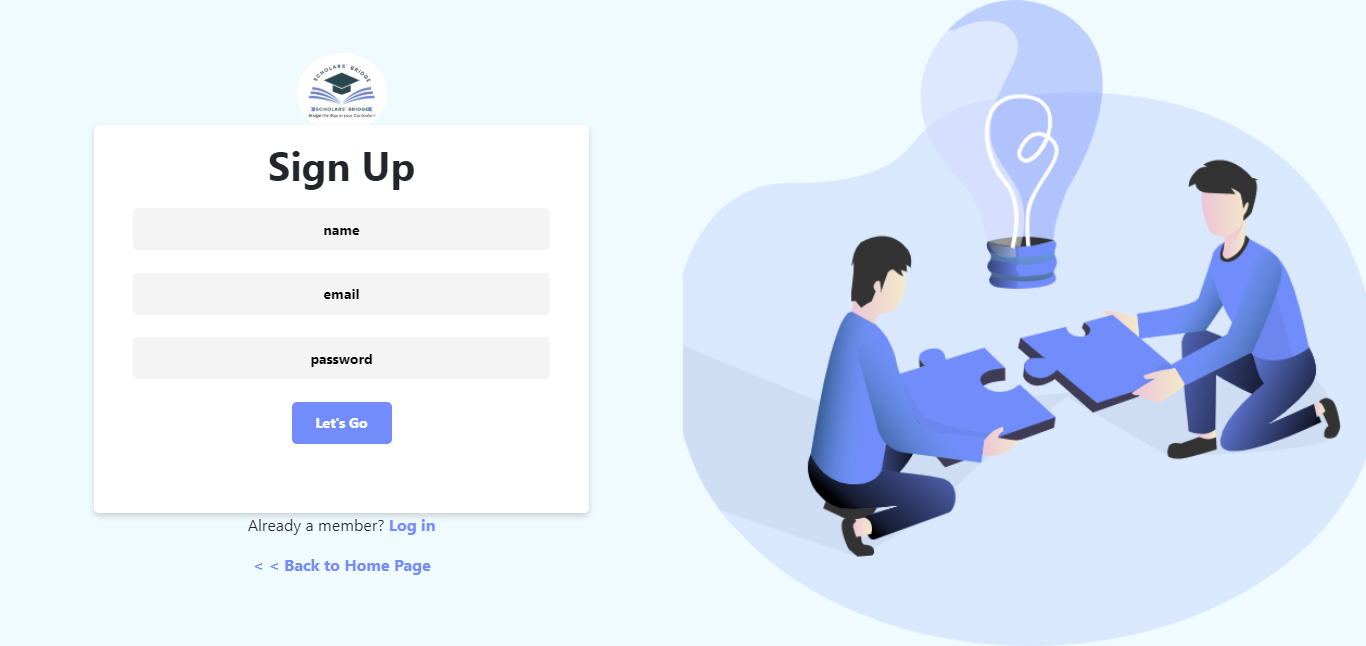 SCHOLARS' BRIDGE
SCHOLARS' BRIDGE
Bridge the Gap in your Curriculum
Sign Up
name
email
password
Let's Go
Already a member? Log in
< < Back to Home Page